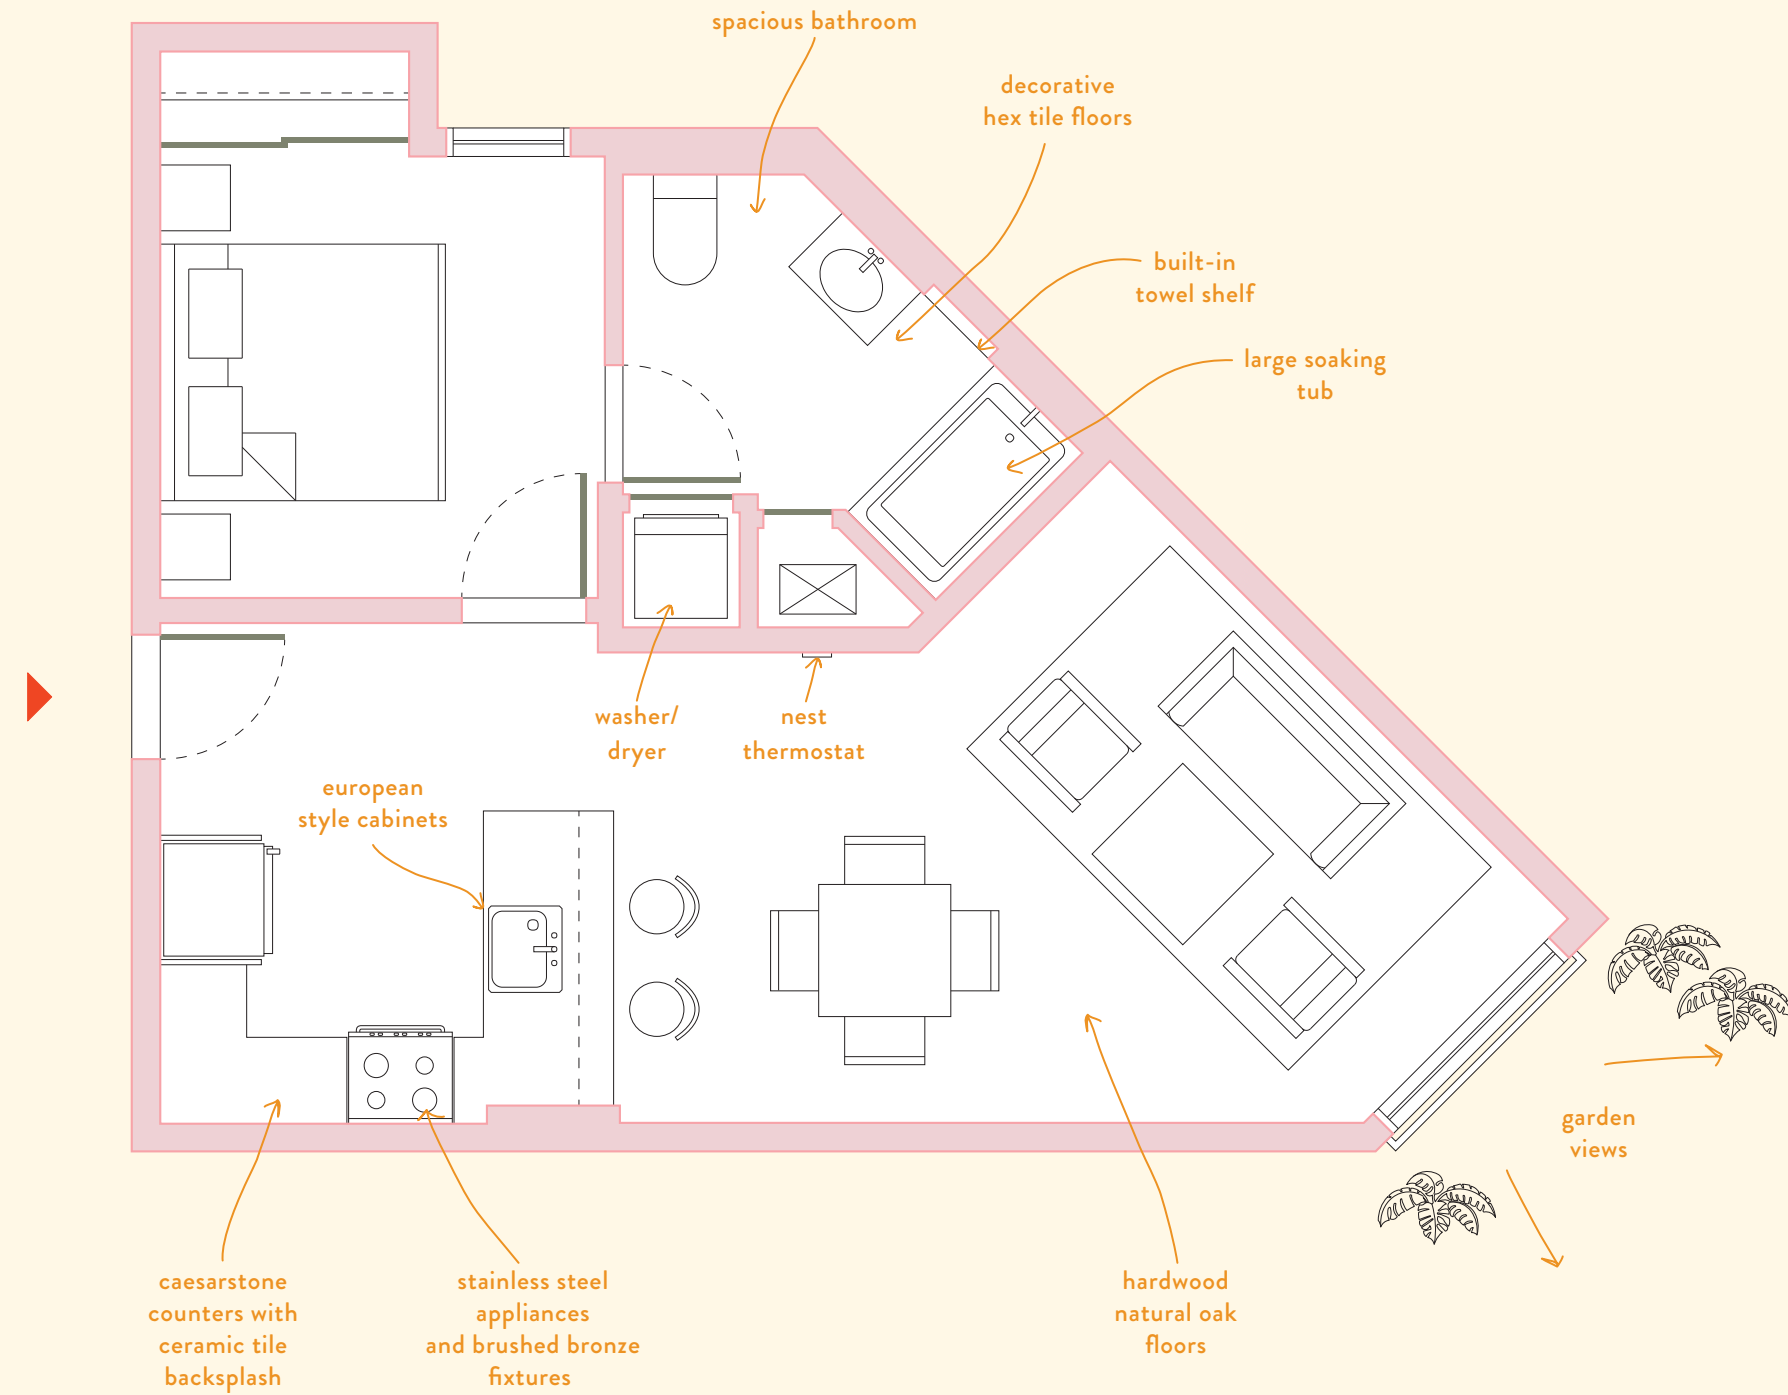 spacious bathroom
decorative
hex tile floors
built-in
towel shelf
large soaking
tub
washer/
dryer
nest
thermostat
european
style cabinets
garden
views
caesarstone
counters with
ceramic tile
backsplash
stainless steel
appliances
and brushed bronze
fixtures
hardwood
natural oak
floors